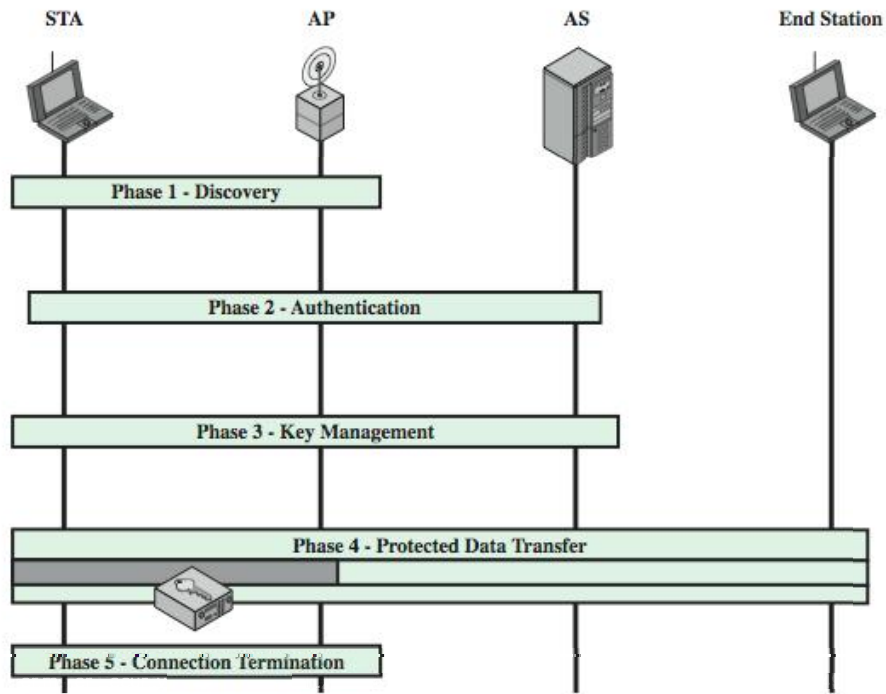 STA
AP
AS
End Station
Phase 1 - Discovery
Phase 2 - Authentication
Phase 3 - Key Management
Phase 4 - Protected Data Transfer
Phase 5 - Connection Termination